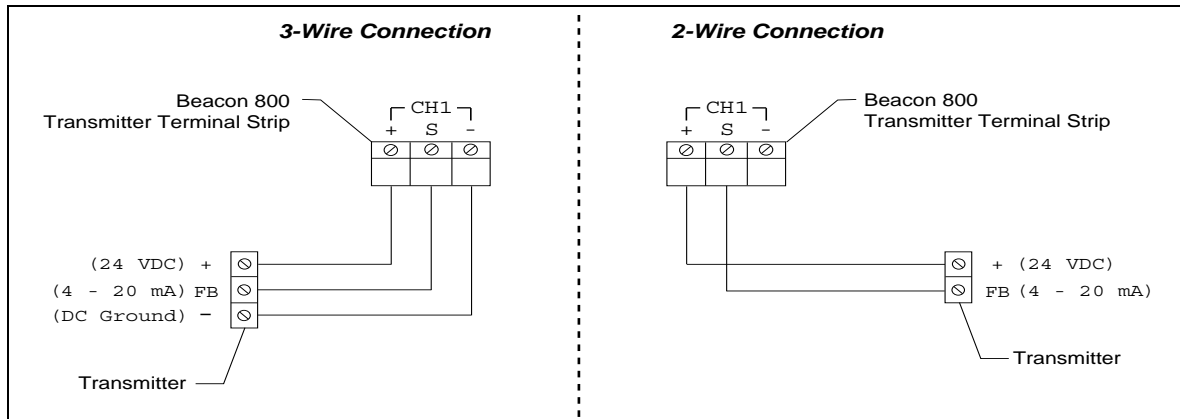 3-Wire Connection
Beacon 800
Transmitter Terminal Strip
CH1
+ S -
(24 VDC) +
(4 - 20 mA) FB
(DC Ground) -
Transmitter
2-Wire Connection
CH1
+ S -
Beacon 800
Transmitter Terminal Strip
+ (24 VDC)
FB (4 - 20 mA)
Transmitter